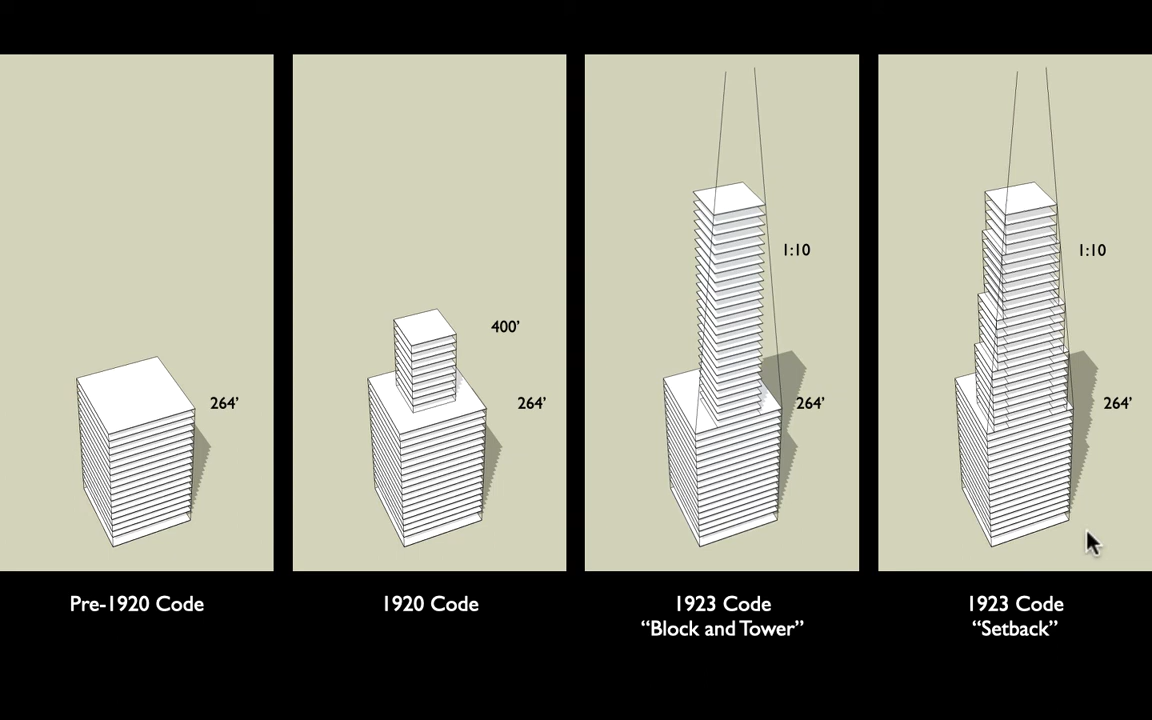 264’
Pre-1920 Code
400’
264’
1920 Code
1:10
264’
1923 Code
“Block and Tower”
1:10
264’
1923 Code
“Setback”